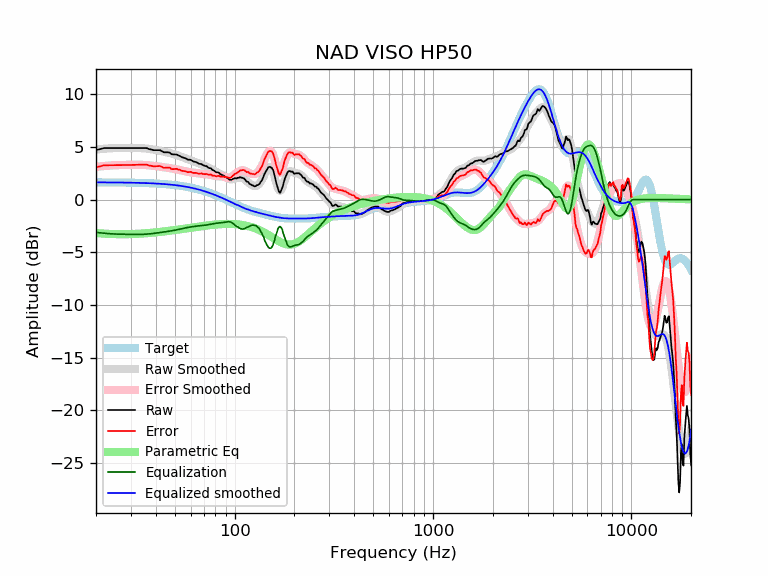 NAD VISO HP50
10
5
0
−5
−10
−15
−20
−25
Amplitude (dBr)
Target
Raw Smoothed
Error Smoothed
Raw
Error
Parametric Eq
Equalization
Equalized smoothed
100 1000 10000
Frequency (Hz)